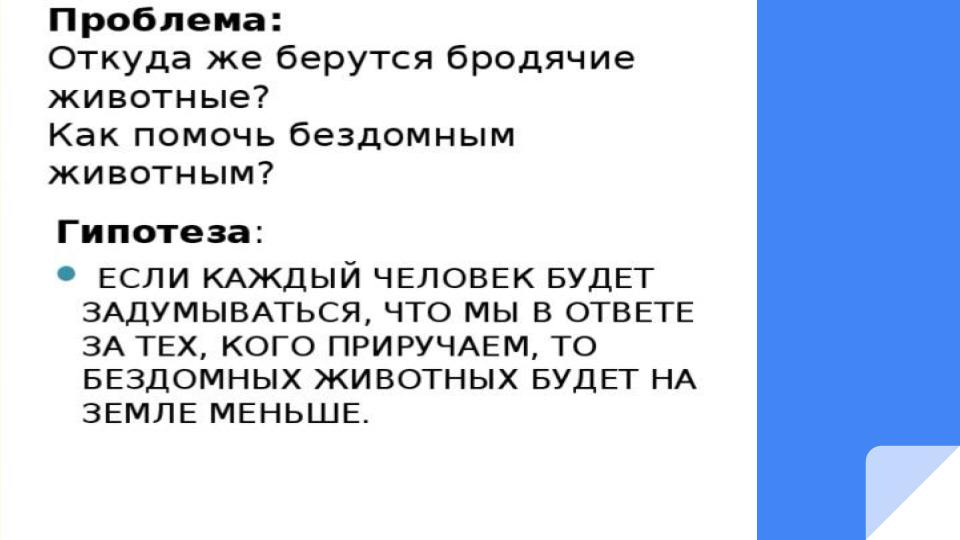 Проблема:
Откуда же берутся бродячие
животные?
Как помочь бездомным
животным?
Гипотеза:
ЕСЛИ КАЖДЫЙ ЧЕЛОВЕК БУДЕТ
ЗАДУМЫВАТЬСЯ, ЧТО МЫ В ОТВЕТЕ
ЗА ТЕХ, КОГО ПРИРУЧАЕМ, ТО
БЕЗДОМНЫХ ЖИВОТНЫХ БУДЕТ НА
ЗЕМЛЕ МЕНЬШЕ.